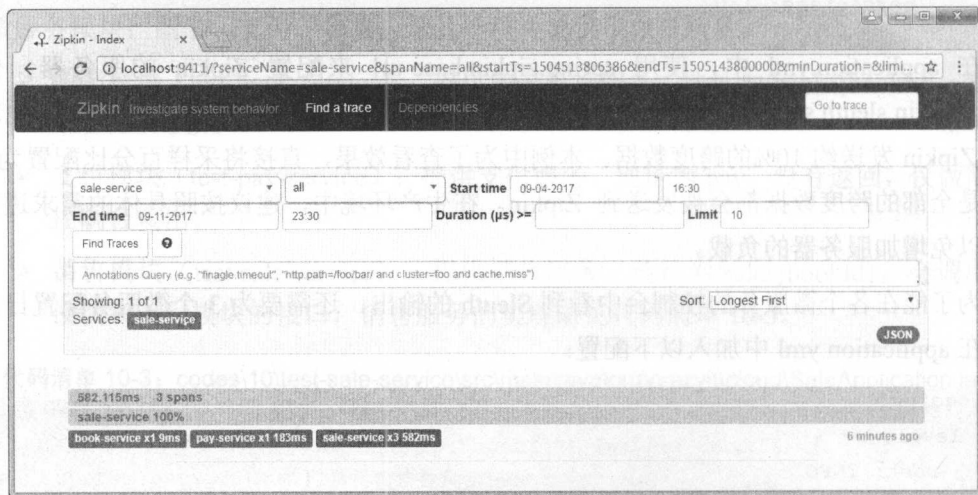 Zipkin - Index
localhost:9411/?serviceName=sale-service&spanName=all&startTs=1504513806386&endTs=1505143800000&minDuration=&limi...
Zipkin Investigate system behavior Find a trace Dependencies Go to trace
sale-service all Start time 09-04-2017 16:30
End time 09-11-2017 23:30 Duration (μs) >= Limit 10
Find Traces
Annotations Query (e.g. "finagle.timeout", "http.path=/foo/bar/ and cluster=foo and cache.miss")
Showing: 1 of 1 Sort: Longest First
Services: sale-service
JSON
582.115ms 3 spans
sale-service 100%
book-service x1 9ms pay-service x1 183ms sale-service x3 582ms 6 minutes ago